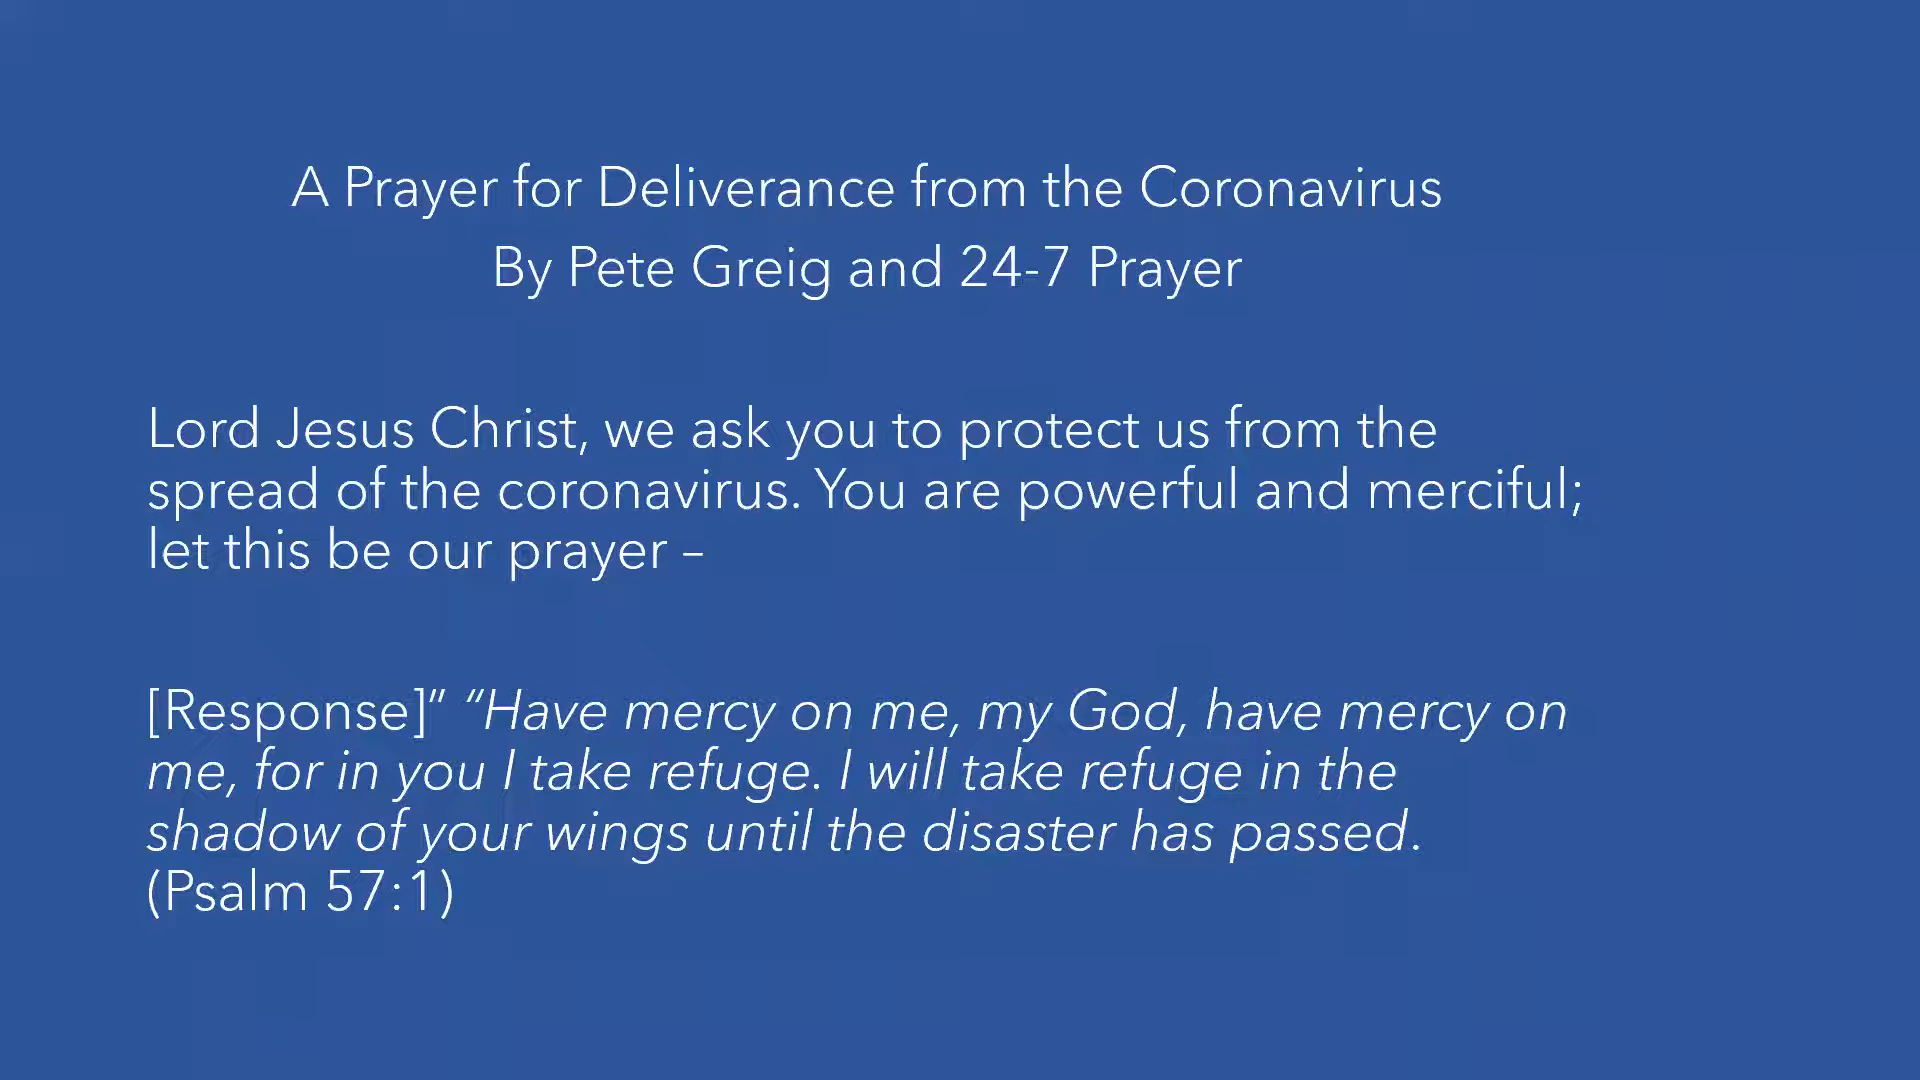 A Prayer for Deliverance from the Coronavirus
By Pete Greig and 24-7 Prayer
Lord Jesus Christ, we ask you to protect us from the
spread of the coronavirus. You are powerful and merciful;
let this be our prayer –
[Response]” “Have mercy on me, my God, have mercy on
me, for in you I take refuge. I will take refuge in the
shadow of your wings until the disaster has passed.
(Psalm 57:1)